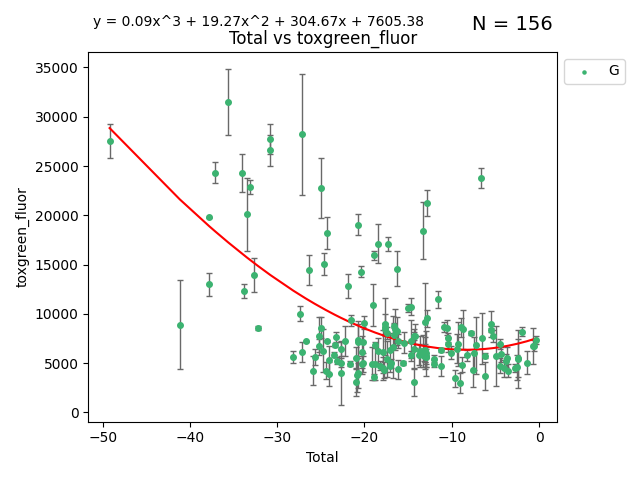 y = 0.09x^3 + 19.27x^2 + 304.67x + 7605.38
N = 156
Total vs toxgreen_fluor
G
toxgreen_fluor
35000
30000
25000
20000
15000
10000
5000
0
−50
−40
−30
−20
−10
0
Total